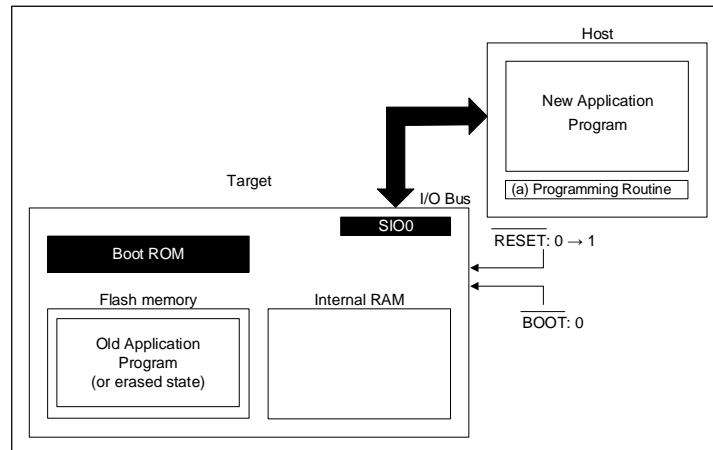 Host
New Application
Program
(a) Programming Routine
Target
I/O Bus
SIO0
RESET: 0 → 1
Boot ROM
BOOT: 0
Flash memory
Internal RAM
Old Application
Program
(or erased state)